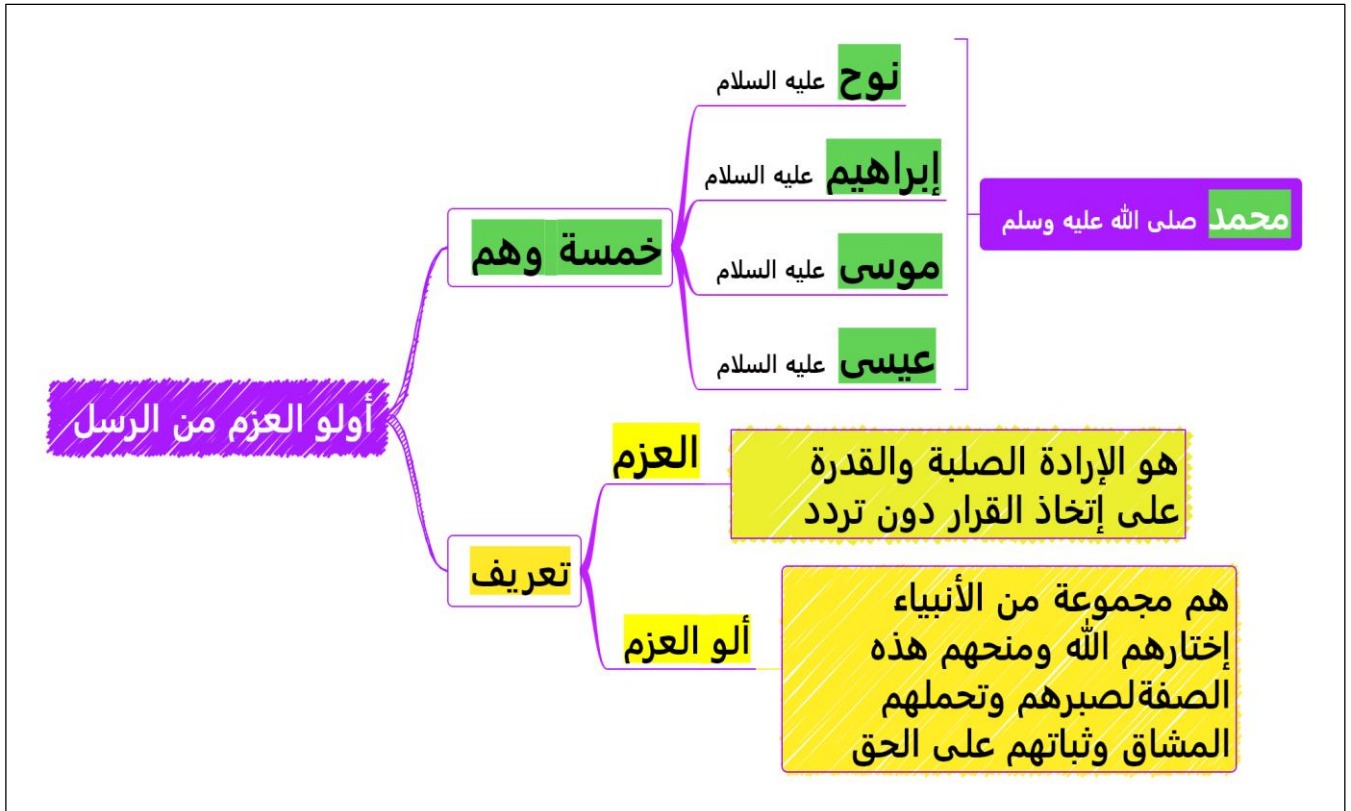 أولو العزم من الرسل
خمسة وهم
نوح عليه السلام
إبراهيم عليه السلام
موسى عليه السلام
عيسى عليه السلام
محمد صلى الله عليه وسلم
تعريف
العزم
هو الإرادة الصلبة والقدرة
على إتخاذ القرار دون تردد
ألو العزم
هم مجموعة من الأنبياء
إختارهم الله ومنحهم هذه
الصفةلصبرهم وتحملهم
المشاق وثباتهم على الحق